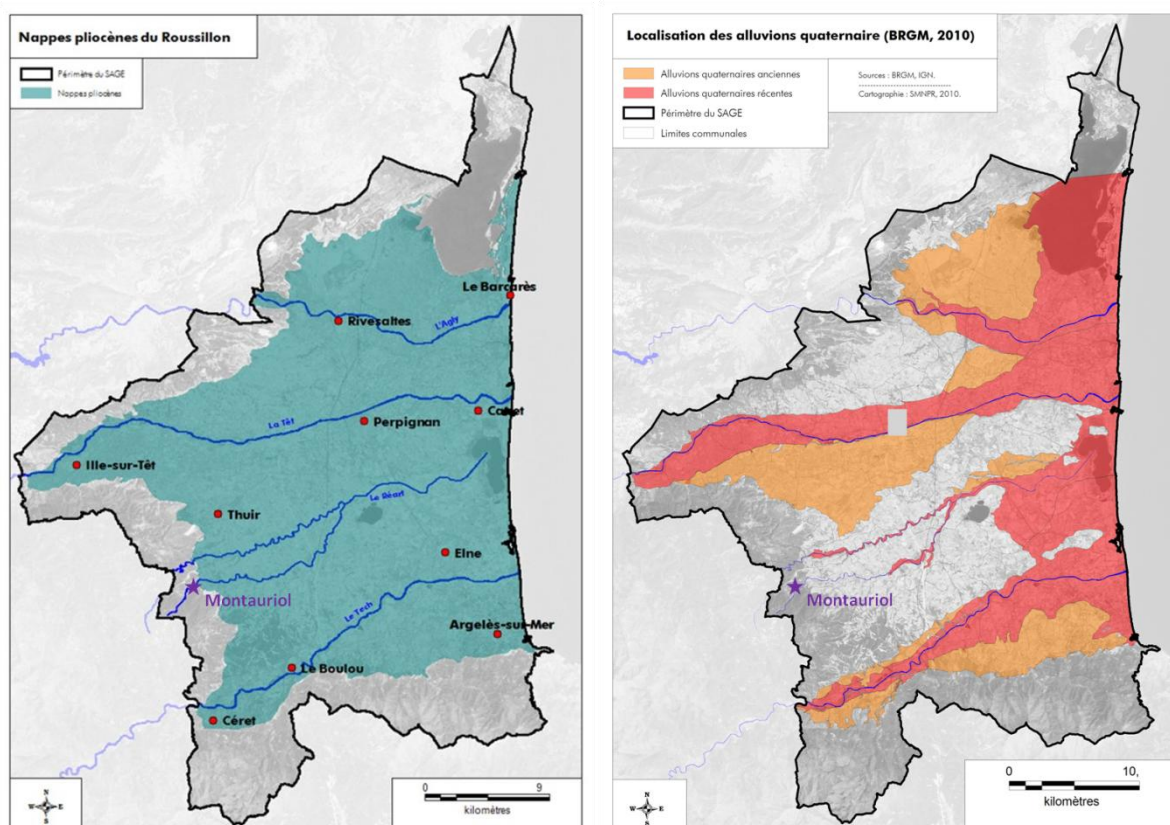 Nappes pliocènes du Roussillon
Périmètre du SAGE
Nappes pliocènes
Le Barcarès
Rivesaltes
L'Agly
La Têt
Canet
Perpignan
Ille-sur-Têt
Le Réart
Thuir
Elne
Montauriol
Le Tech
Argelès-sur-Mer
Le Boulou
Céret
N
W E
S
0 9
kilomètres
Localisation des alluvions quaternaire (BRGM, 2010)
Alluvions quaternaires anciennes
Alluvions quaternaires récentes
Périmètre du SAGE
Limites communales
Sources : BRGM, IGN.
Cartographie : SMNPR, 2010.
Montauriol
N
W E
S
0 10,
kilomètres